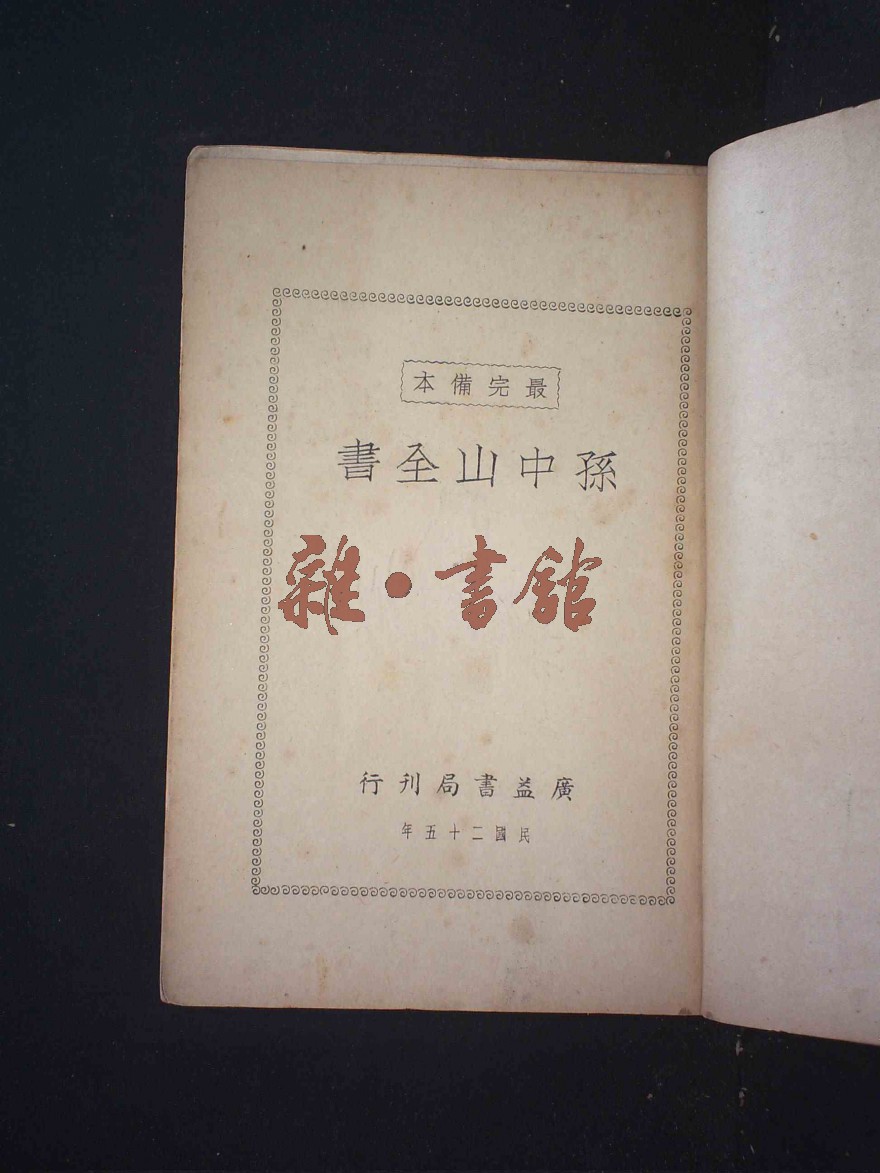 最完備本
孫中山全書
雜•書館
廣益書局刊行
民國二十五年